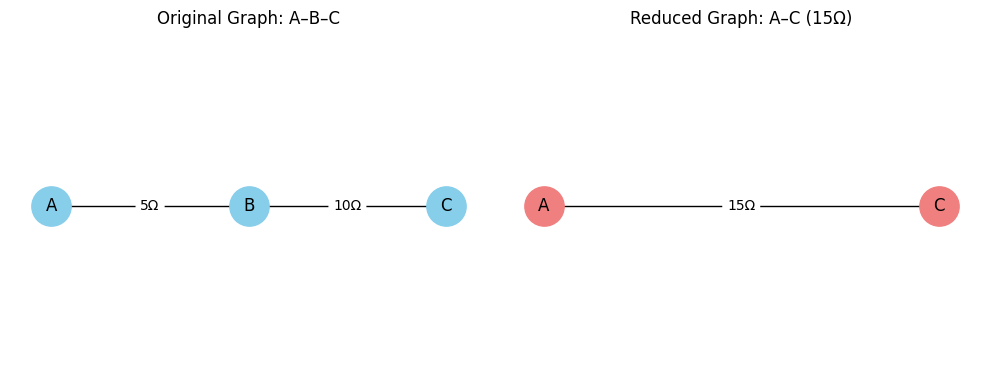 Original Graph: A–B–C
A
5Ω
B
10Ω
C
Reduced Graph: A–C (15Ω)
A
15Ω
C